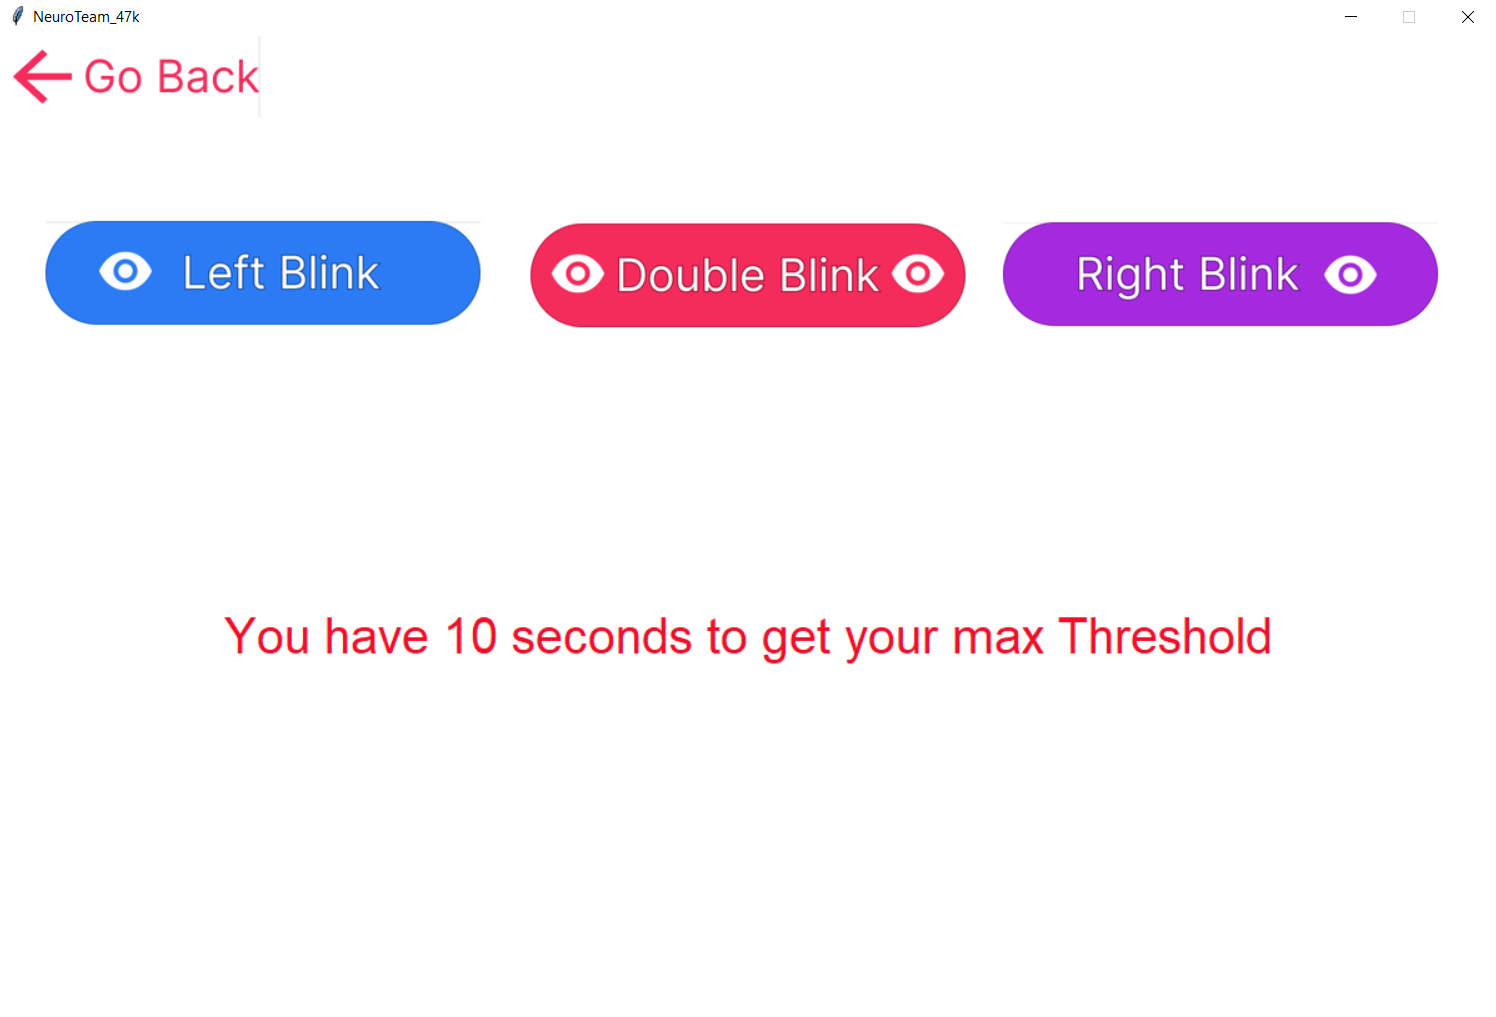 NeuroTeam_47k
Go Back
Left Blink
Double Blink
Right Blink
You have 10 seconds to get your max Threshold